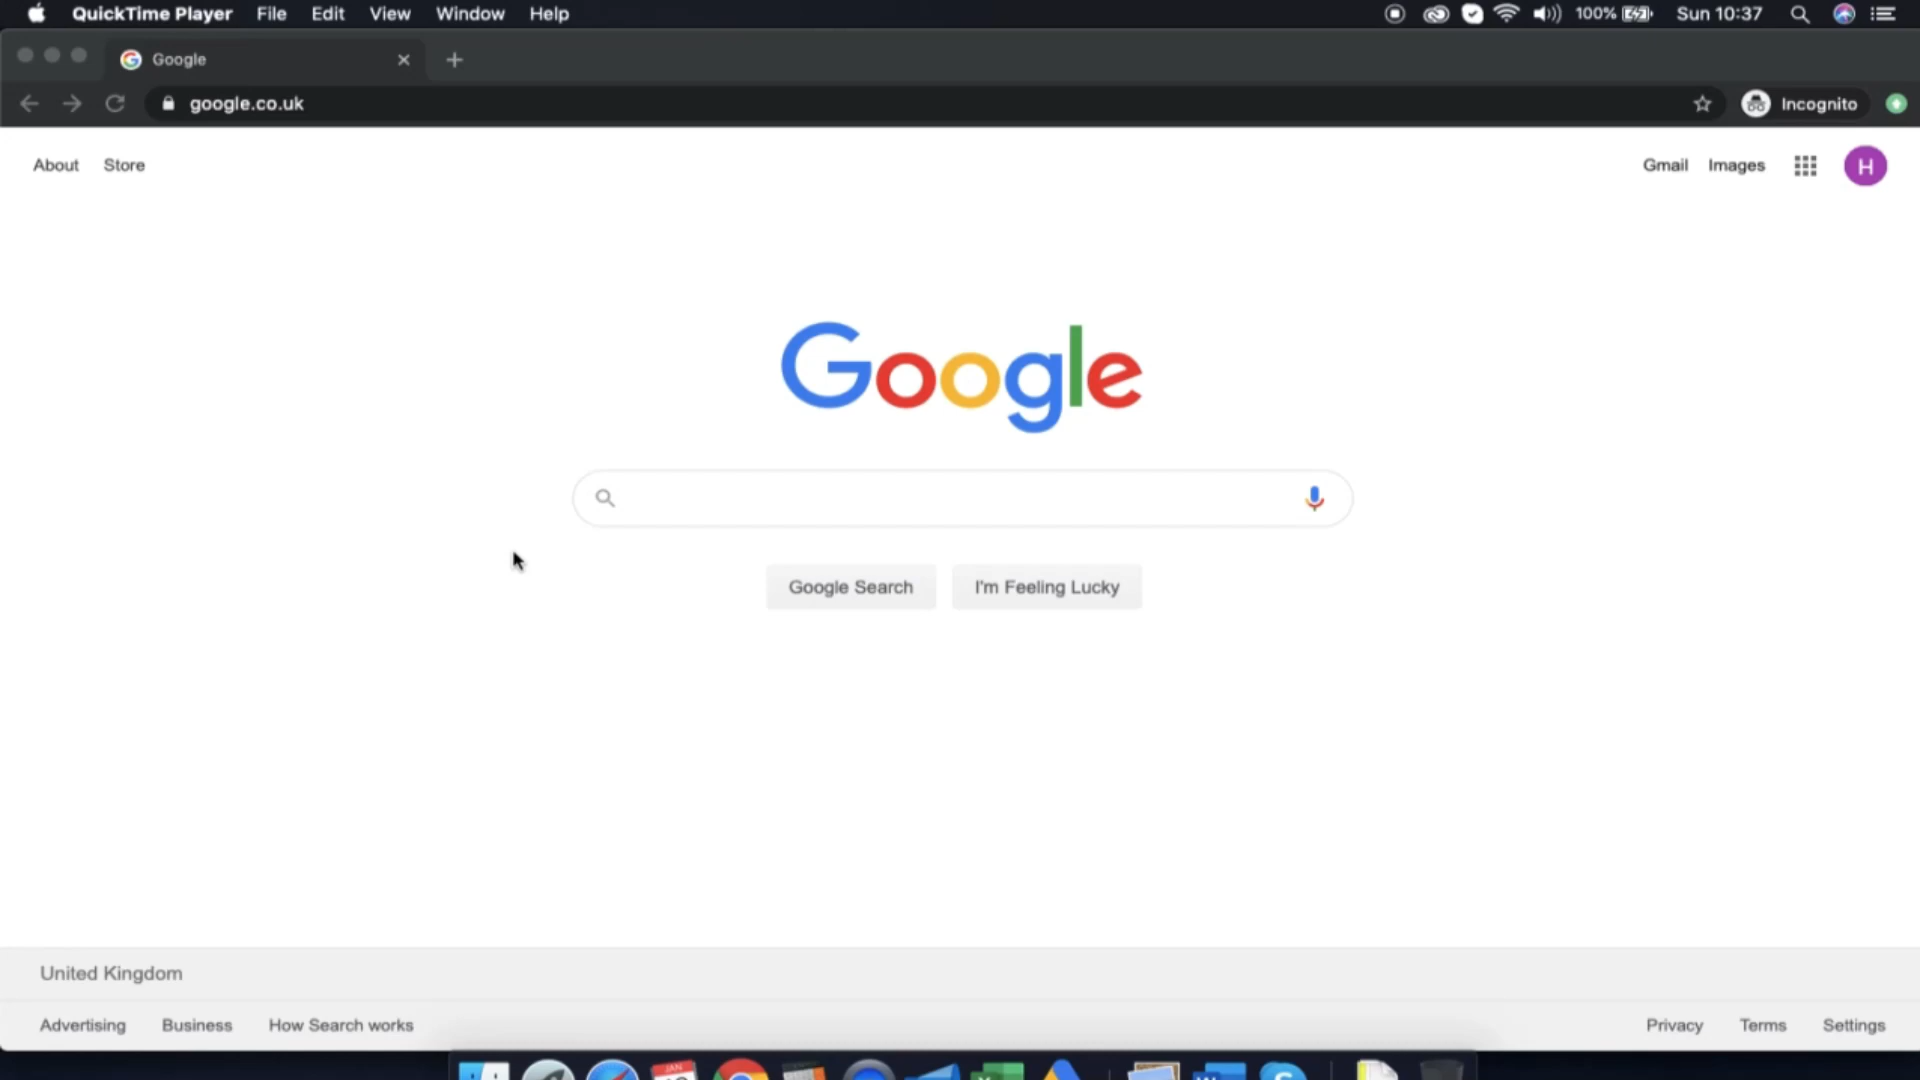 QuickTime Player File Edit View Window Help 100% Sun 10:37
Google
google.co.uk Incognito
About Store Gmail Images H
Google
Google Search I'm Feeling Lucky
United Kingdom
Advertising Business How Search works Privacy Terms Settings
JAN